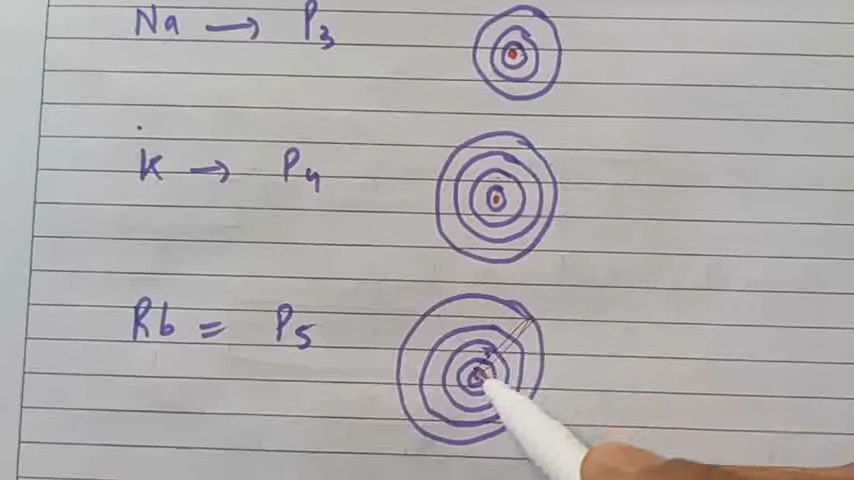 Na → P3
K → P4
Rb = P5